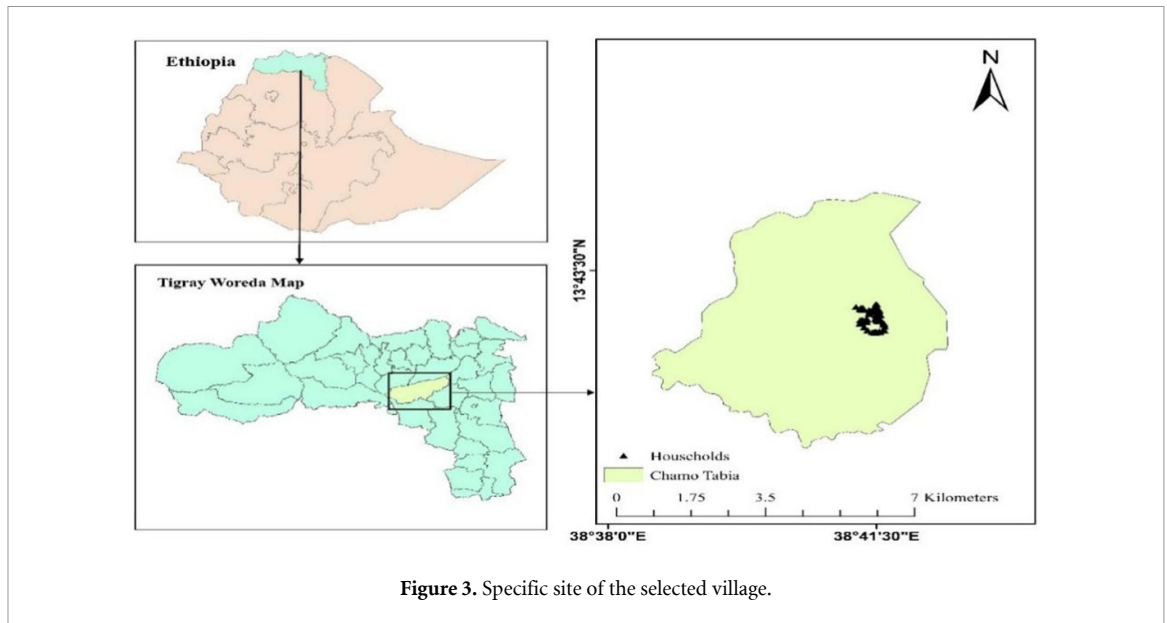 Ethiopia
Tigray Woreda Map
N
13°43'30"N
Households
Chamo Tabia
0 1.75 3.5 7 Kilometers
38°38'0"E 38°41'30"E
Figure 3. Specific site of the selected village.